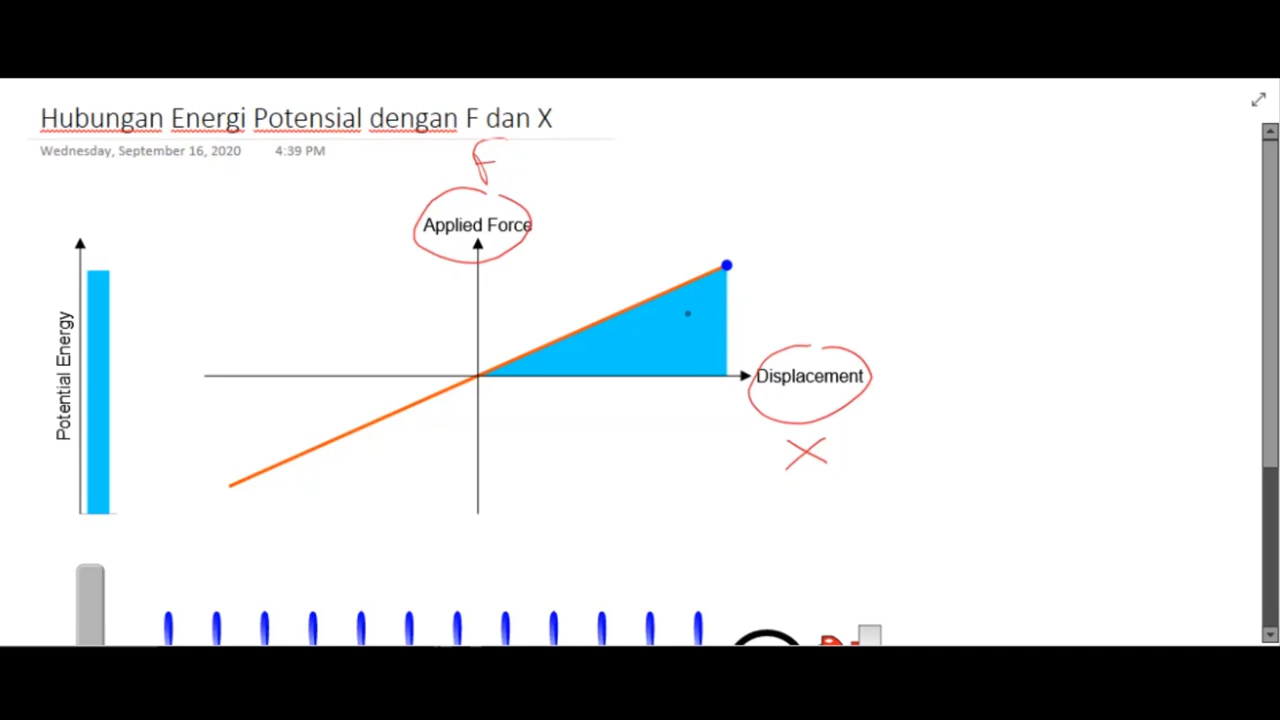 Hubungan Energi Potensial dengan F dan X
Wednesday, September 16, 2020 4:39 PM
F
Applied Force
Potential Energy
Displacement
X